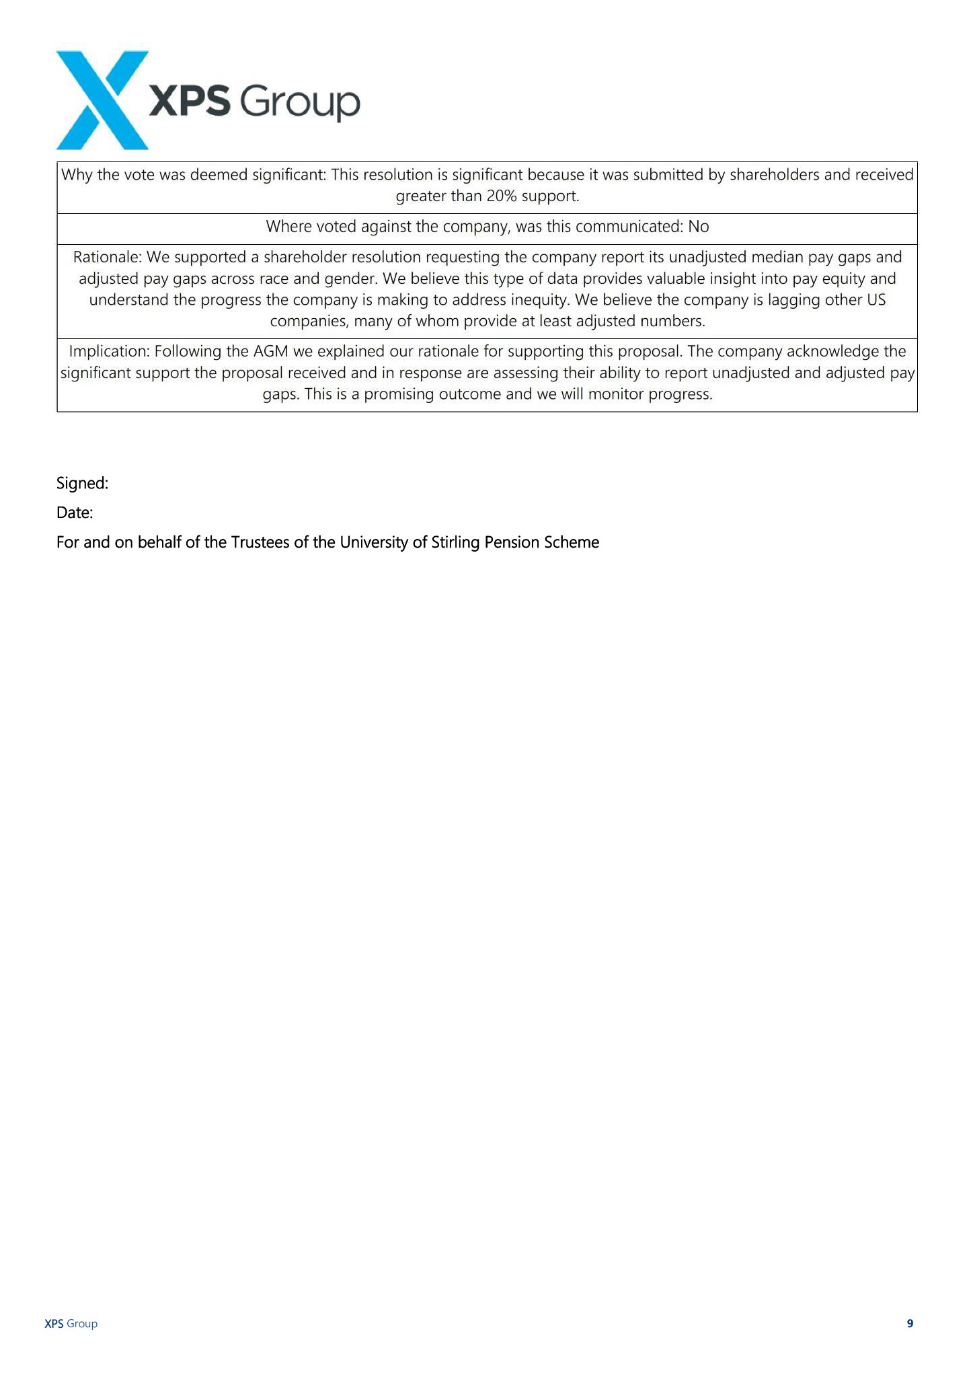 XPS Group
Why the vote was deemed significant: This resolution is significant because it was submitted by shareholders and received
greater than 20% support.
Where voted against the company, was this communicated: No
Rationale: We supported a shareholder resolution requesting the company report its unadjusted median pay gaps and
adjusted pay gaps across race and gender. We believe this type of data provides valuable insight into pay equity and
understand the progress the company is making to address inequity. We believe the company is lagging other US
companies, many of whom provide at least adjusted numbers.
Implication: Following the AGM we explained our rationale for supporting this proposal. The company acknowledge the
significant support the proposal received and in response are assessing their ability to report unadjusted and adjusted pay
gaps. This is a promising outcome and we will monitor progress.
Signed:
Date:
For and on behalf of the Trustees of the University of Stirling Pension Scheme
XPS Group
9